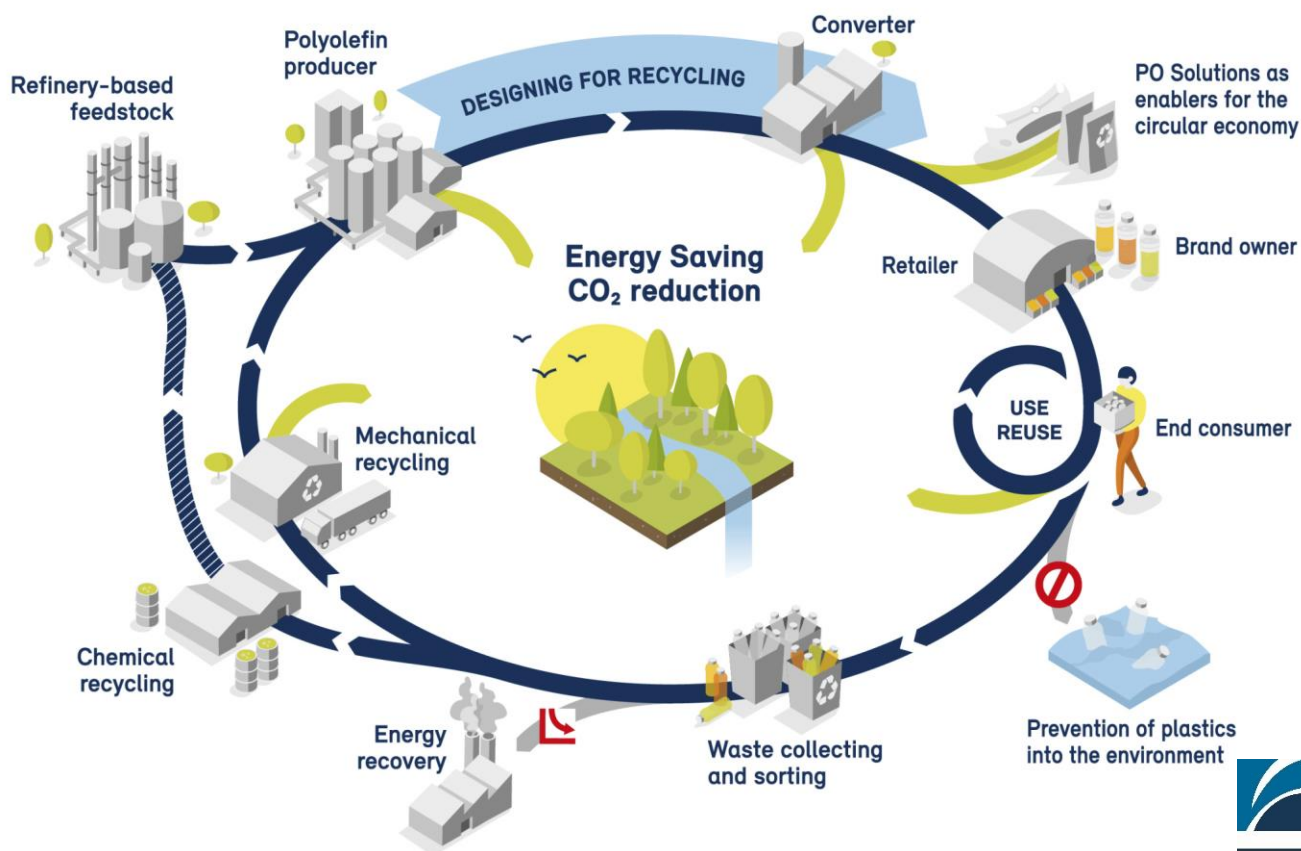 Converter
Polyolefin
producer
DESIGNING FOR RECYCLING
PO Solutions as
enablers for the
circular economy
Refinery-based
feedstock
Energy Saving
CO₂ reduction
Retailer
Brand owner
Mechanical
recycling
USE
REUSE
End consumer
Chemical
recycling
Energy
recovery
Waste collecting
and sorting
Prevention of plastics
into the environment